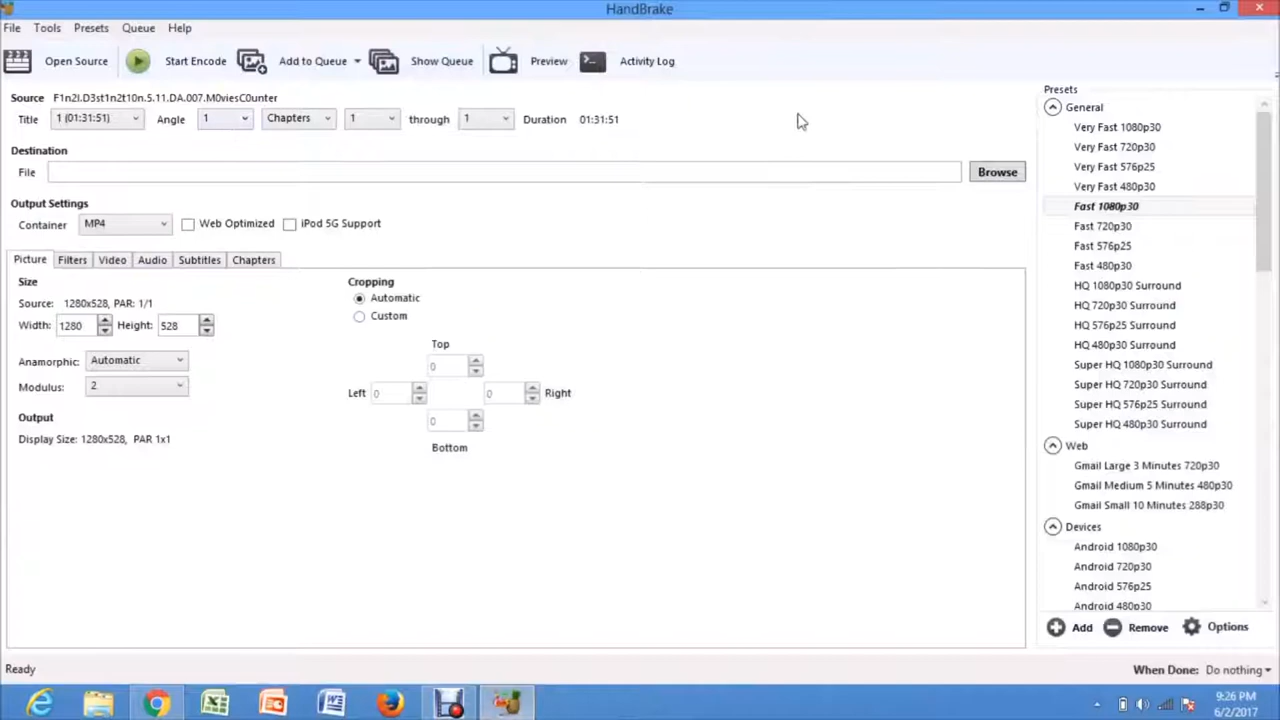 HandBrake
File Tools Presets Queue Help
Open Source Start Encode Add to Queue Show Queue Preview Activity Log
Source F1n2l.D3st1n2t10n.5.11.DA.007.M0viesC0unter
Title 1 (01:31:51) Angle 1 Chapters 1 through 1 Duration 01:31:51
Destination
File Browse
Output Settings
Container MP4 Web Optimized iPod 5G Support
Picture Filters Video Audio Subtitles Chapters
Size
Source: 1280x528, PAR: 1/1
Width: 1280 Height: 528
Anamorphic: Automatic
Modulus: 2
Output
Display Size: 1280x528, PAR 1x1
Cropping
Automatic
Custom
Top
0
Left 0 0 Right
0
Bottom
Presets
General
Very Fast 1080p30
Very Fast 720p30
Very Fast 576p25
Very Fast 480p30
Fast 1080p30
Fast 720p30
Fast 576p25
Fast 480p30
HQ 1080p30 Surround
HQ 720p30 Surround
HQ 576p25 Surround
HQ 480p30 Surround
Super HQ 1080p30 Surround
Super HQ 720p30 Surround
Super HQ 576p25 Surround
Super HQ 480p30 Surround
Web
Gmail Large 3 Minutes 720p30
Gmail Medium 5 Minutes 480p30
Gmail Small 10 Minutes 288p30
Devices
Android 1080p30
Android 720p30
Android 576p25
Android 480p30
Add Remove Options
Ready When Done: Do nothing
9:26 PM
6/2/2017